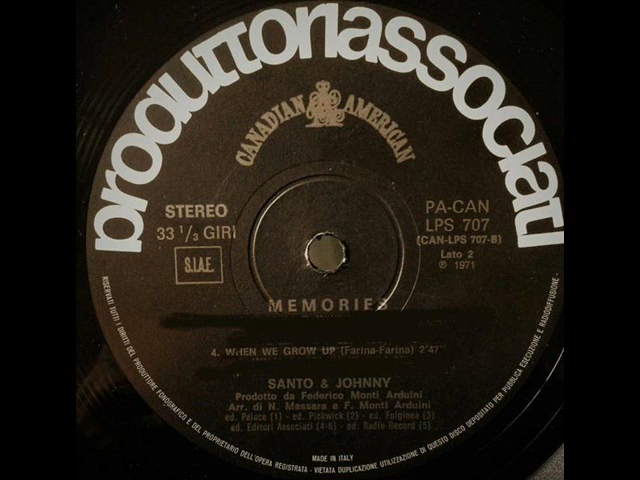 produttoriassociati
CANADIAN AMERICAN
STEREO
33 1/3 GIRI
S.I.A.E.
PA-CAN
LPS 707
(CAN-LPS 707-B)
Lato 2
℗ 1971
MEMORIES
4. WHEN WE GROW UP (Farina-Farina) 2'47"
SANTO & JOHNNY
Prodotto da Federico Monti Arduini
Arr. di N. Massara e F. Monti Arduini
ed. Palace (1) - ed. Pickwick (2) - ed. Fulginea (3)
ed. Editori Associati (4-6) - ed. Radio Record (5)
MADE IN ITALY
RISERVATI TUTTI I DIRITTI DEL PRODUTTORE FONOGRAFICO E DEL PROPRIETARIO DELL'OPERA REGISTRATA - VIETATA DUPLICAZIONE UTILIZZAZIONE DI QUESTO DISCO DEPOSITATO PER PUBBLICA ESECUZIONE E RADIODIFFUSIONE -